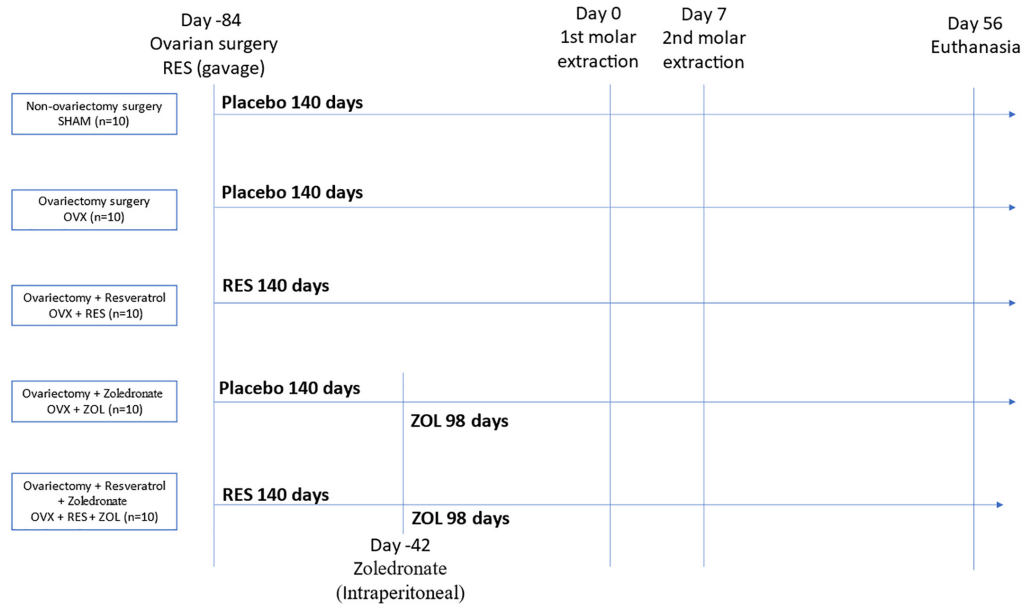 Day -84
Ovarian surgery
RES (gavage)
Day 0
1st molar
extraction
Day 7
2nd molar
extraction
Day 56
Euthanasia
Non-ovariectomy surgery
SHAM (n=10)
Placebo 140 days
Ovariectomy surgery
OVX (n=10)
Placebo 140 days
Ovariectomy + Resveratrol
OVX + RES (n=10)
RES 140 days
Ovariectomy + Zoledronate
OVX + ZOL (n=10)
Placebo 140 days
ZOL 98 days
Ovariectomy + Resveratrol
+ Zoledronate
OVX + RES + ZOL (n=10)
RES 140 days
ZOL 98 days
Day -42
Zoledronate
(Intraperitoneal)